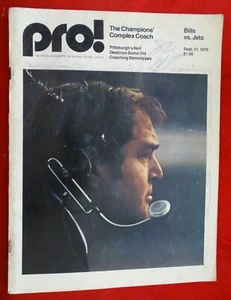 pro!
The Champions'
Complex Coach
Pittsburgh's Noll
Destroys Some Old
Coaching Stereotypes
Bills
vs. Jets
Sept. 21, 1975
$1.00